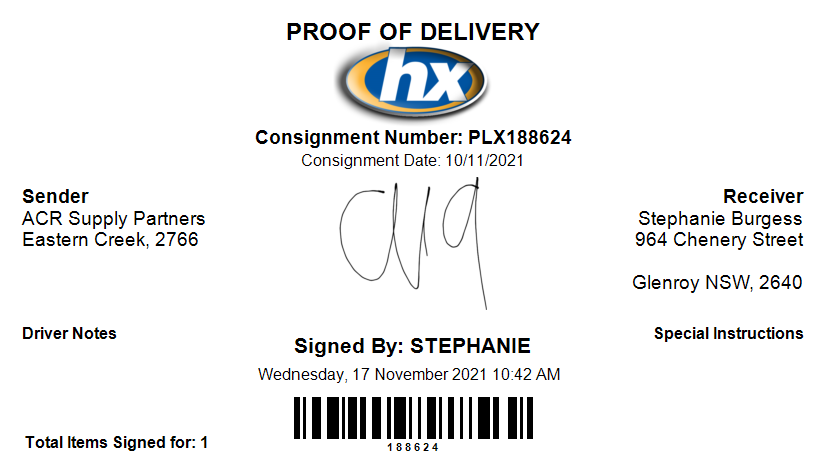 PROOF OF DELIVERY
hx
Consignment Number: PLX188624
Consignment Date: 10/11/2021
Sender
ACR Supply Partners
Eastern Creek, 2766
Receiver
Stephanie Burgess
964 Chenery Street
Glenroy NSW, 2640
Driver Notes
Special Instructions
Signed By: STEPHANIE
Wednesday, 17 November 2021 10:42 AM
188624
Total Items Signed for: 1